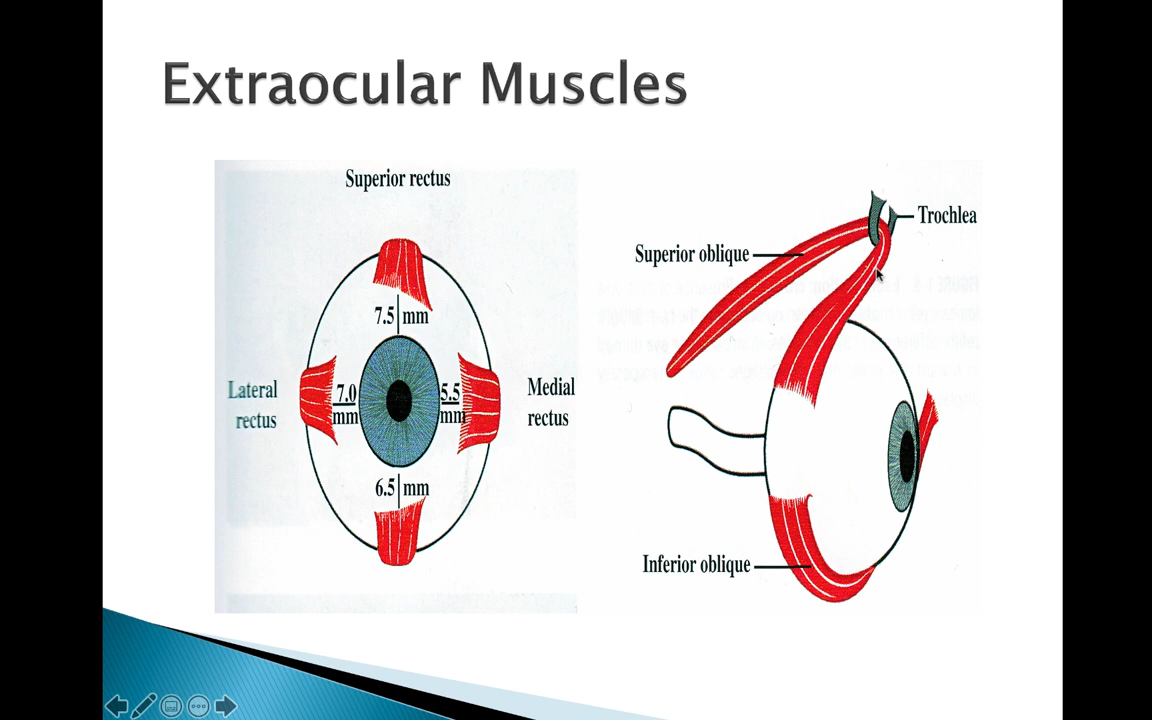 Extraocular Muscles
Superior rectus
7.5 mm
Lateral
rectus
7.0
mm
5.5
mm
Medial
rectus
6.5 mm
Trochlea
Superior oblique
Inferior oblique